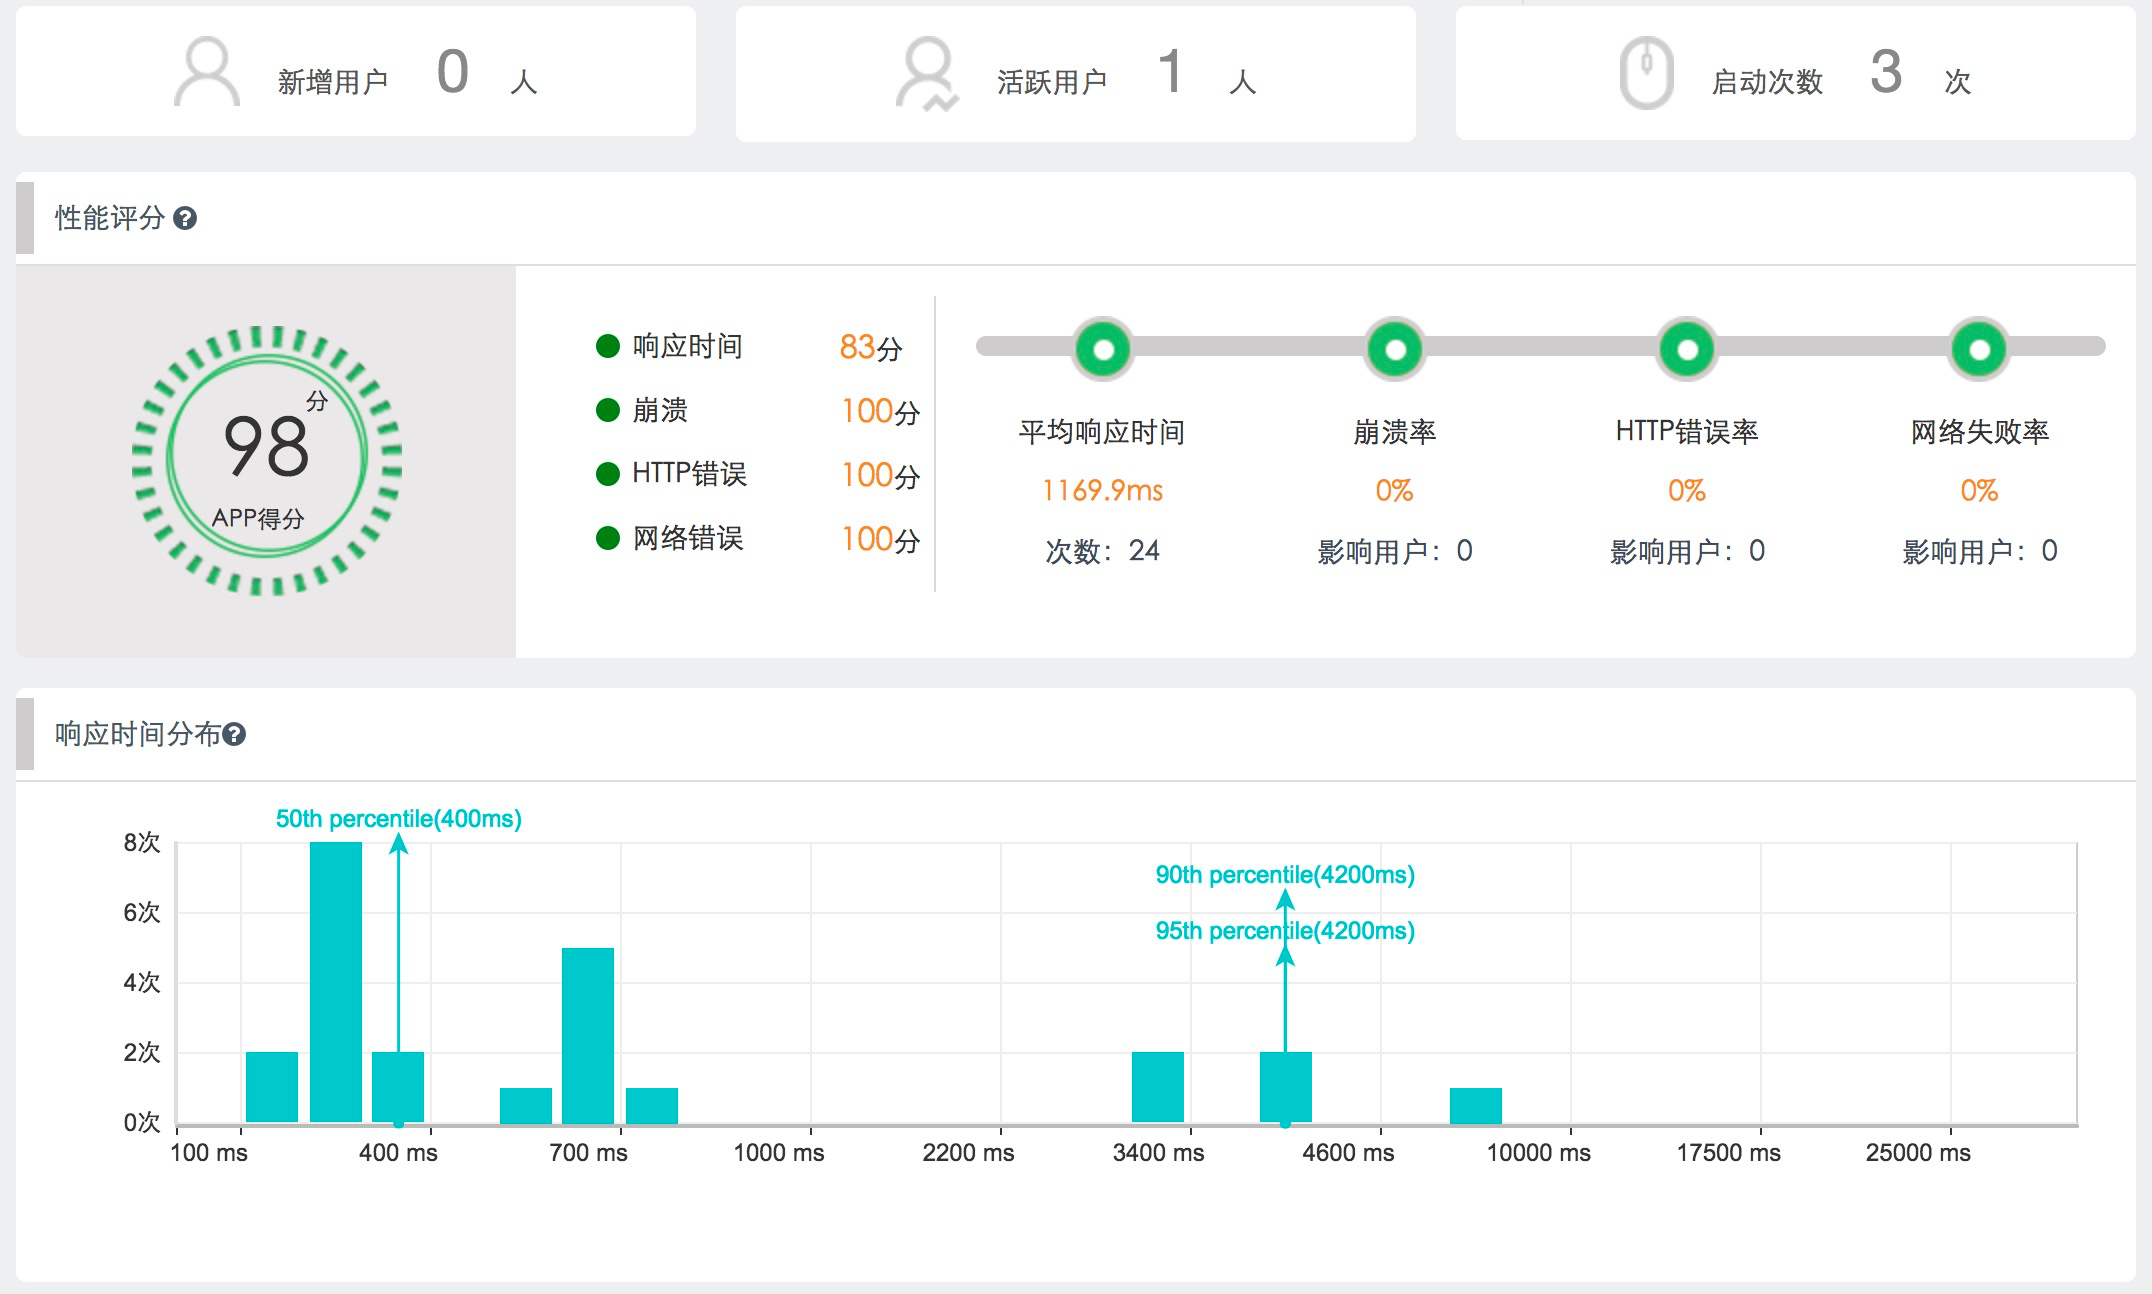 新增用户 0 人
活跃用户 1 人
启动次数 3 次
性能评分
98分
APP得分
响应时间 83分
崩溃 100分
HTTP错误 100分
网络错误 100分
平均响应时间
1169.9ms
次数：24
崩溃率
0%
影响用户：0
HTTP错误率
0%
影响用户：0
网络失败率
0%
影响用户：0
响应时间分布
50th percentile(400ms)
90th percentile(4200ms)
95th percentile(4200ms)
8次
6次
4次
2次
0次
100 ms 400 ms 700 ms 1000 ms 2200 ms 3400 ms 4600 ms 10000 ms 17500 ms 25000 ms